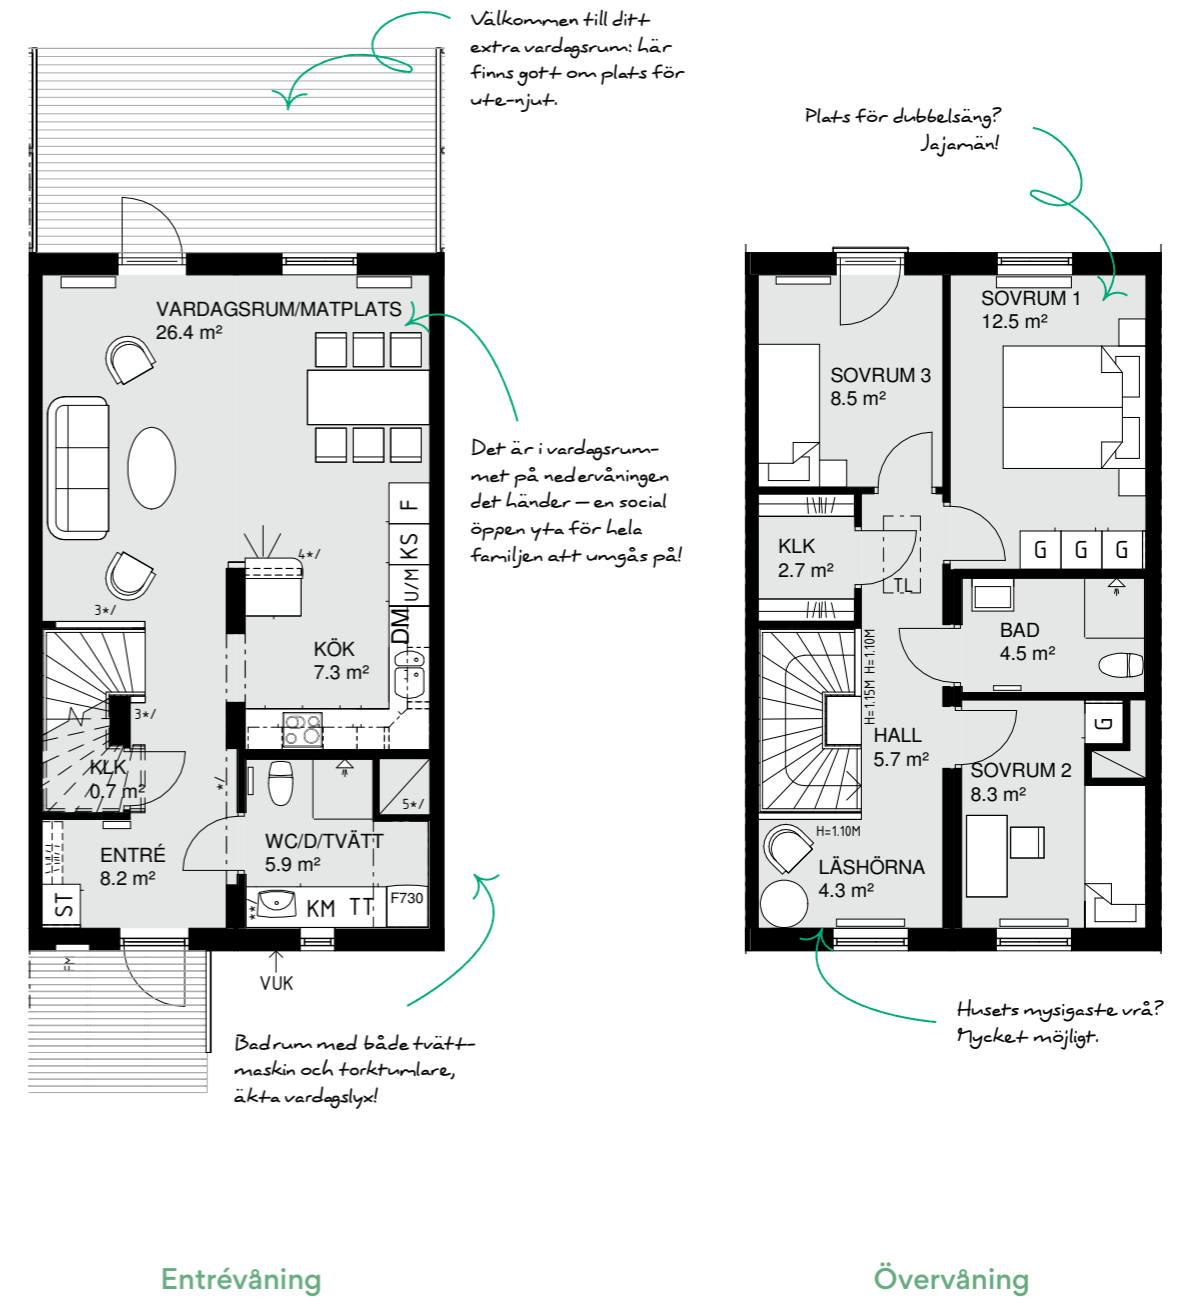 Välkommen till ditt
extra vardagsrum: här
finns gott om plats för
ute-njut.
Plats för dubbelsäng?
Jajamän!
VARDAGSRUM/MATPLATS
26.4 m²
Det är i vardagsrum-
met på nedervåningen
det händer – en social
öppen yta för hela
familjen att umgås på!
F
KS
U/M
DM
4*/
3*/
KÖK
7.3 m²
3*/
KLK
0.7 m²
*/
5*/
ENTRÉ
8.2 m²
WC/D/TVÄTT
5.9 m²
ST
**/
KM
TT
F730
FM
VUK
Badrum med både tvätt-
maskin och torktumlare,
äkta vardagslyx!
SOVRUM 1
12.5 m²
SOVRUM 3
8.5 m²
G
G
G
KLK
2.7 m²
TL
BAD
4.5 m²
H=1.15M H=1.10M
HALL
5.7 m²
G
SOVRUM 2
8.3 m²
H=1.10M
LÄSHÖRNA
4.3 m²
Husets mysigaste vrå?
Mycket möjligt.
Entrévåning
Övervåning